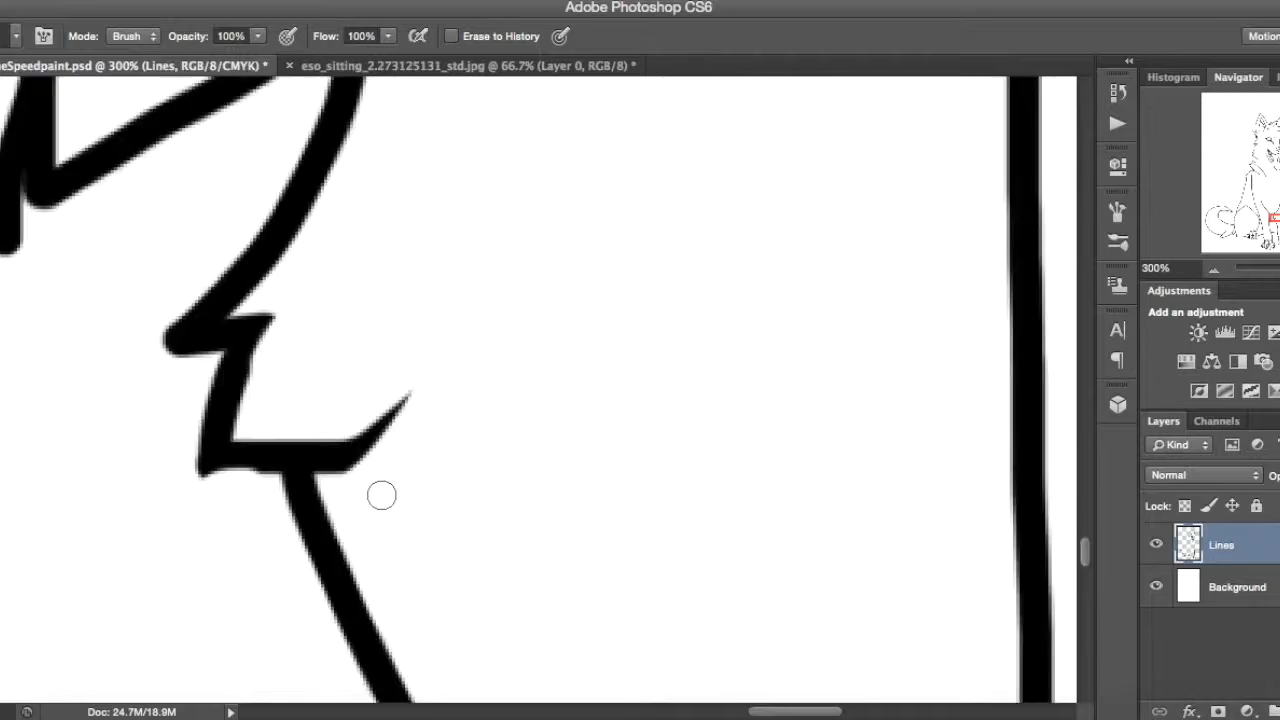 Adobe Photoshop CS6
Mode: Brush Opacity: 100% Flow: 100% Erase to History Motion
eSpeedpaint.psd @ 300% (Lines, RGB/8/CMYK) * × eso_sitting_2.273125131_std.jpg @ 66.7% (Layer 0, RGB/8) *
Histogram Navigator
300%
Adjustments
Add an adjustment
Layers Channels
Kind
Normal Op
Lock:
Lines
Background
Doc: 24.7M/18.9M